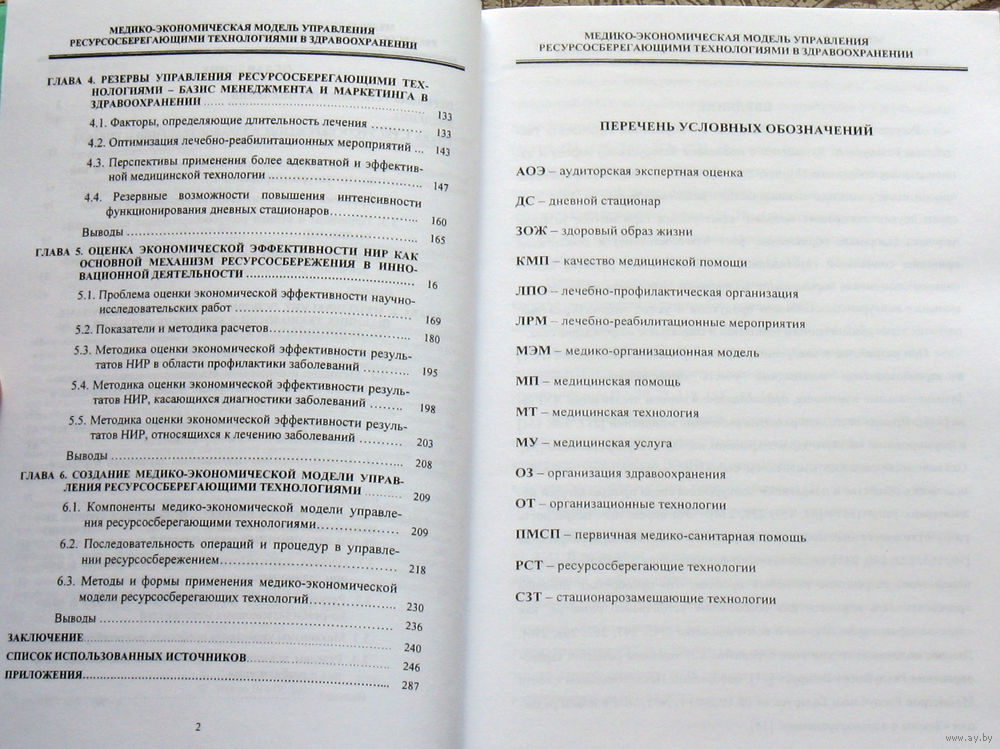 МЕДИКО-ЭКОНОМИЧЕСКАЯ МОДЕЛЬ УПРАВЛЕНИЯ
РЕСУРСОСБЕРЕГАЮЩИМИ ТЕХНОЛОГИЯМИ В ЗДРАВООХРАНЕНИИ
ГЛАВА 4. РЕЗЕРВЫ УПРАВЛЕНИЯ РЕСУРСОСБЕРЕГАЮЩИМИ ТЕХ-
НОЛОГИЯМИ – БАЗИС МЕНЕДЖМЕНТА И МАРКЕТИНГА В
ЗДРАВООХРАНЕНИИ ........ 133
4.1. Факторы, определяющие длительность лечения ........ 133
4.2. Оптимизация лечебно-реабилитационных мероприятий ... 143
4.3. Перспективы применения более адекватной и эффектив-
ной медицинской технологии ........ 147
4.4. Резервные возможности повышения интенсивности
функционирования дневных стационаров........ 160
Выводы ........ 165
ГЛАВА 5. ОЦЕНКА ЭКОНОМИЧЕСКОЙ ЭФФЕКТИВНОСТИ НИР КАК
ОСНОВНОЙ МЕХАНИЗМ РЕСУРСОСБЕРЕЖЕНИЯ В ИННО-
ВАЦИОННОЙ ДЕЯТЕЛЬНОСТИ ........ 16
5.1. Проблема оценки экономической эффективности научно-
исследовательских работ ........ 169
5.2. Показатели и методика расчетов........ 180
5.3. Методика оценки экономической эффективности резуль-
татов НИР в области профилактики заболеваний ........ 195
5.4. Методика оценки экономической эффективности резуль-
татов НИР, касающихся диагностики заболеваний ........ 198
5.5. Методика оценки экономической эффективности резуль-
татов НИР, относящихся к лечению заболеваний ........ 203
Выводы ........ 208
ГЛАВА 6. СОЗДАНИЕ МЕДИКО-ЭКОНОМИЧЕСКОЙ МОДЕЛИ УПРАВ-
ЛЕНИЯ РЕСУРСОСБЕРЕГАЮЩИМИ ТЕХНОЛОГИЯМИ ........ 209
6.1. Компоненты медико-экономической модели управле-
ния ресурсосберегающими технологиями........ 209
6.2. Последовательность операций и процедур в управле-
нии ресурсосбережением........ 218
6.3. Методы и формы применения медико-экономической
модели ресурсосберегающих технологий........ 230
Выводы ........ 236
ЗАКЛЮЧЕНИЕ........ 240
СПИСОК ИСПОЛЬЗОВАННЫХ ИСТОЧНИКОВ........ 246
ПРИЛОЖЕНИЯ........ 287
2
МЕДИКО-ЭКОНОМИЧЕСКАЯ МОДЕЛЬ УПРАВЛЕНИЯ
РЕСУРСОСБЕРЕГАЮЩИМИ ТЕХНОЛОГИЯМИ В ЗДРАВООХРАНЕНИИ
ПЕРЕЧЕНЬ УСЛОВНЫХ ОБОЗНАЧЕНИЙ
АОЭ – аудиторская экспертная оценка
ДС – дневной стационар
ЗОЖ – здоровый образ жизни
КМП – качество медицинской помощи
ЛПО – лечебно-профилактическая организация
ЛРМ – лечебно-реабилитационные мероприятия
МЭМ – медико-организационная модель
МП – медицинская помощь
МТ – медицинская технология
МУ – медицинская услуга
ОЗ – организация здравоохранения
ОТ – организационные технологии
ПМСП – первичная медико-санитарная помощь
РСТ – ресурсосберегающие технологии
СЗТ – стационарозамещающие технологии
www.ay.by